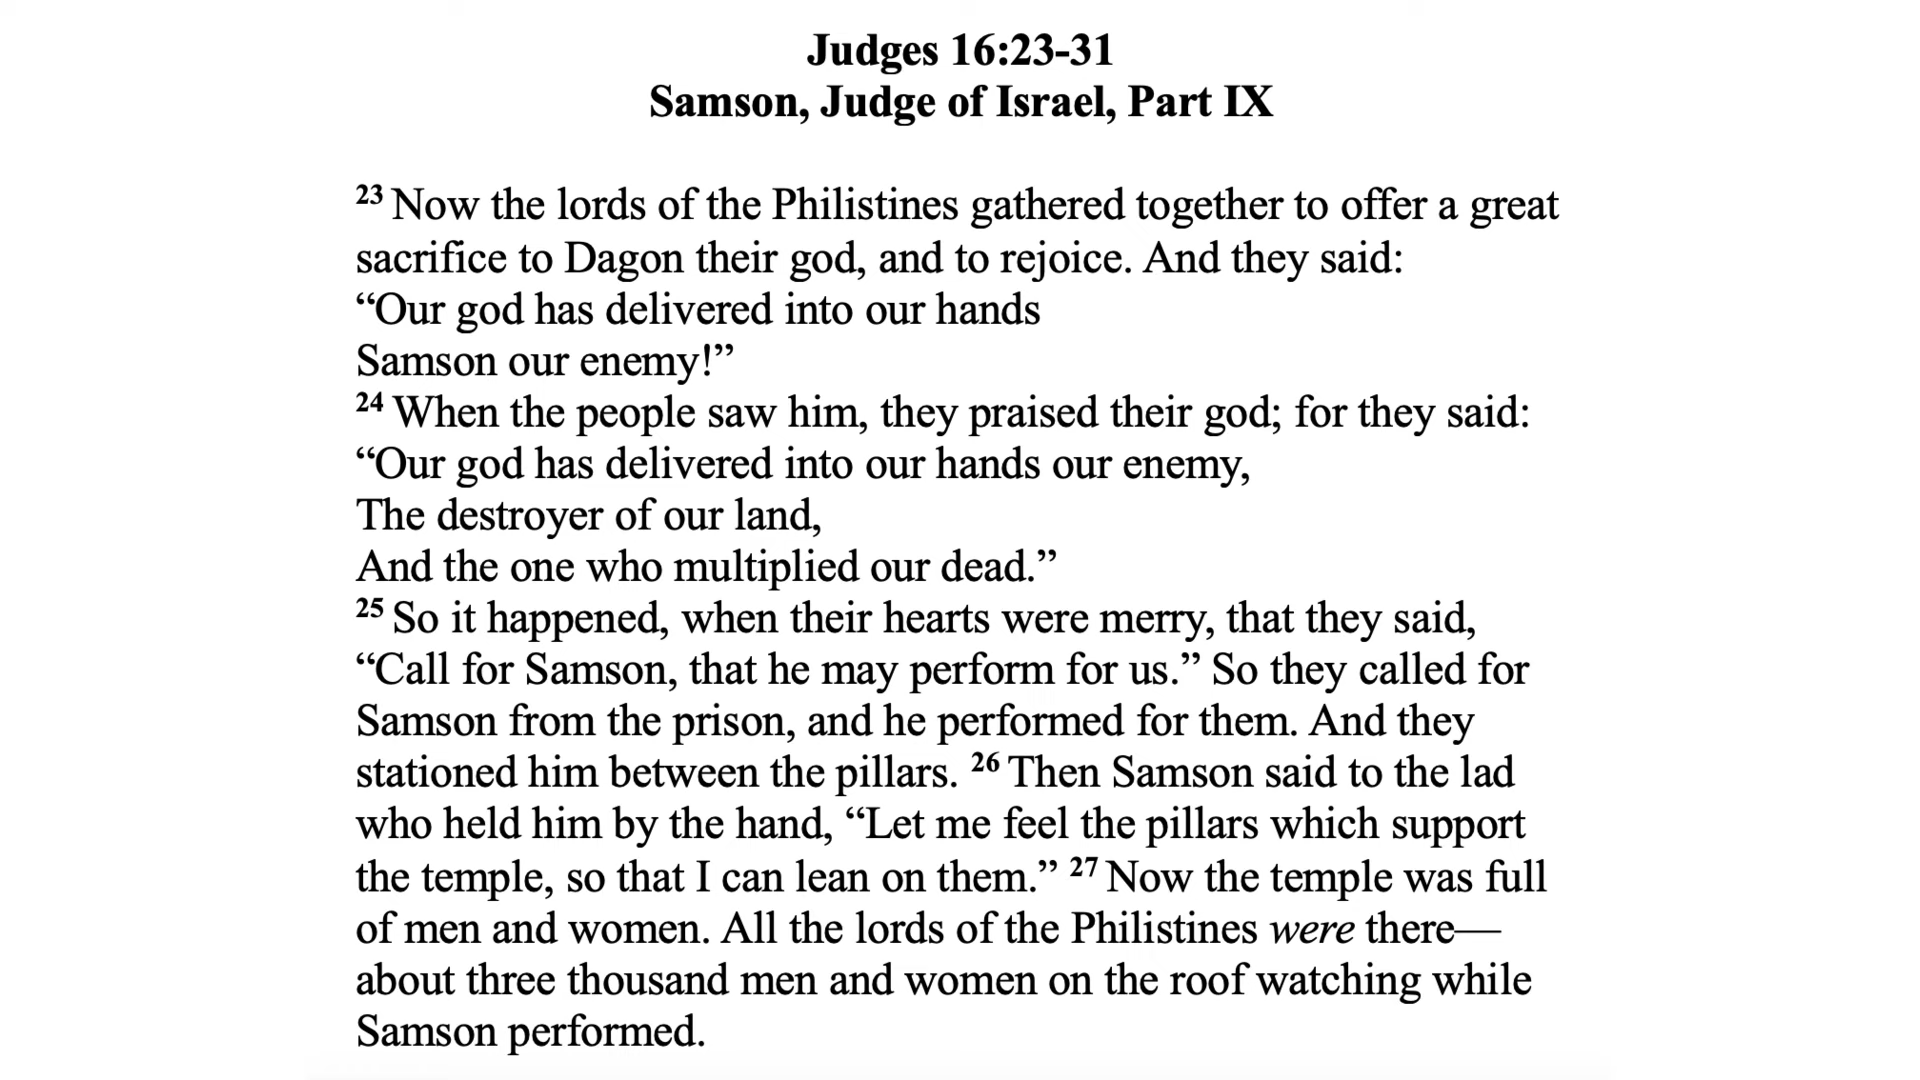 Judges 16:23-31
Samson, Judge of Israel, Part IX
23 Now the lords of the Philistines gathered together to offer a great
sacrifice to Dagon their god, and to rejoice. And they said:
“Our god has delivered into our hands
Samson our enemy!”
24 When the people saw him, they praised their god; for they said:
“Our god has delivered into our hands our enemy,
The destroyer of our land,
And the one who multiplied our dead.”
25 So it happened, when their hearts were merry, that they said,
“Call for Samson, that he may perform for us.” So they called for
Samson from the prison, and he performed for them. And they
stationed him between the pillars. 26 Then Samson said to the lad
who held him by the hand, “Let me feel the pillars which support
the temple, so that I can lean on them.” 27 Now the temple was full
of men and women. All the lords of the Philistines were there—
about three thousand men and women on the roof watching while
Samson performed.